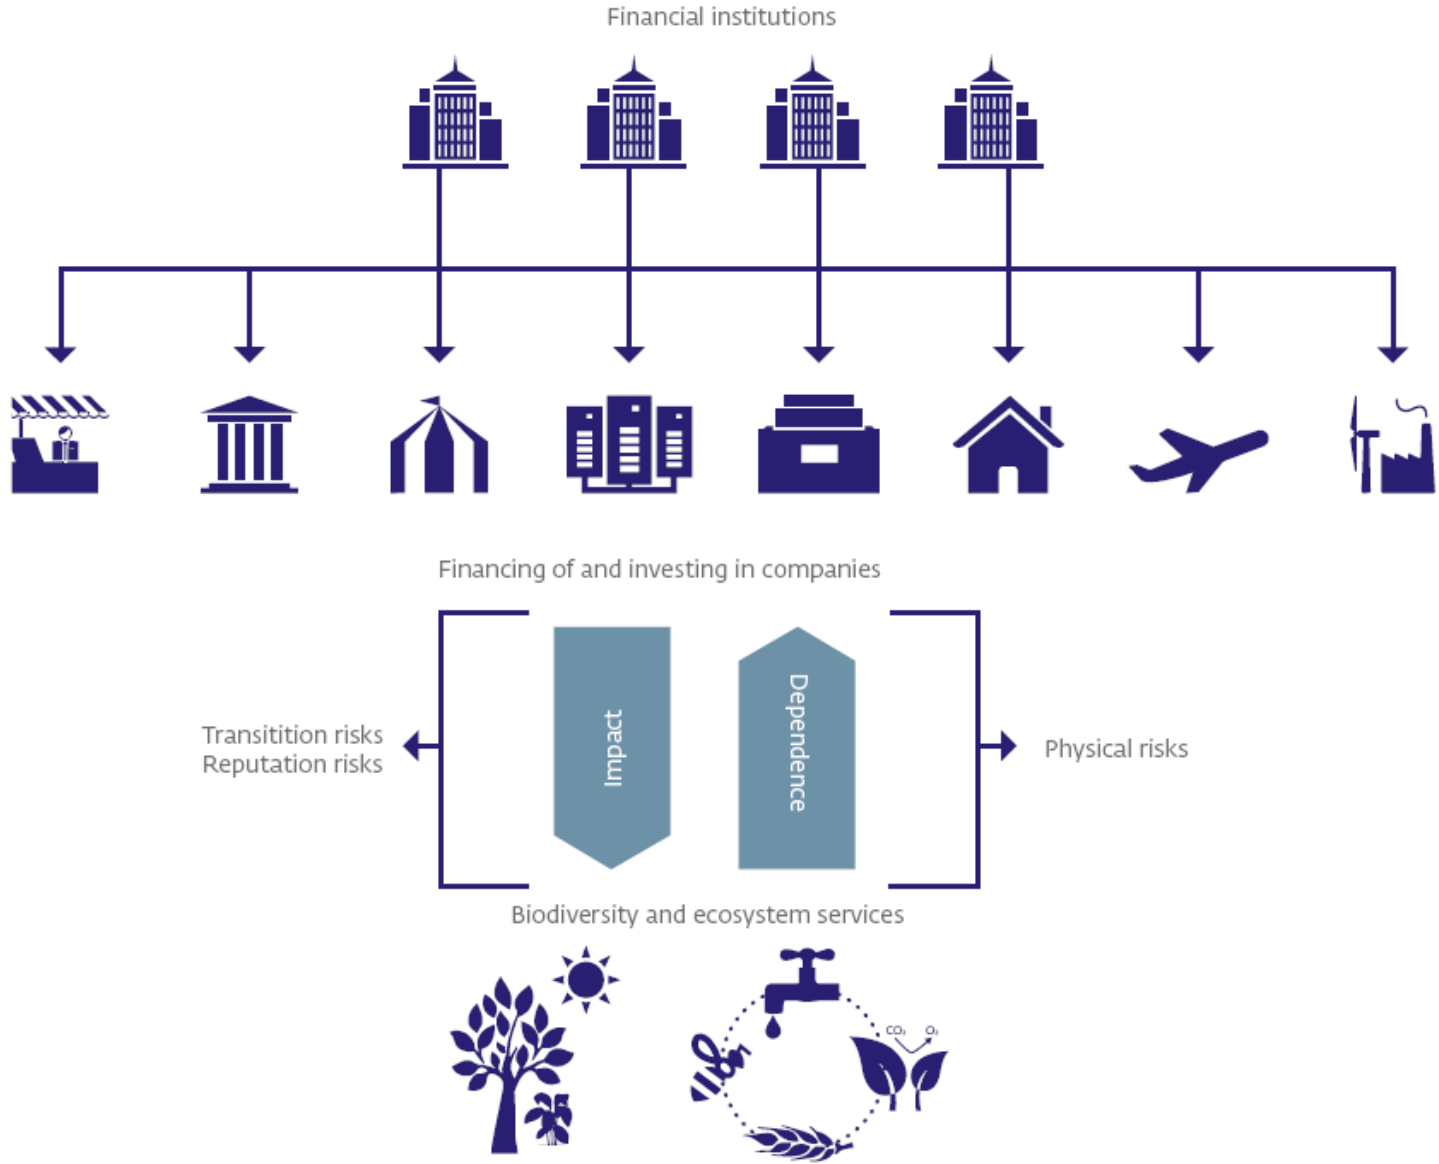 Financial institutions
Financing of and investing in companies
Impact
Dependence
Transitition risks
Reputation risks
Physical risks
Biodiversity and ecosystem services
CO₂
O₂